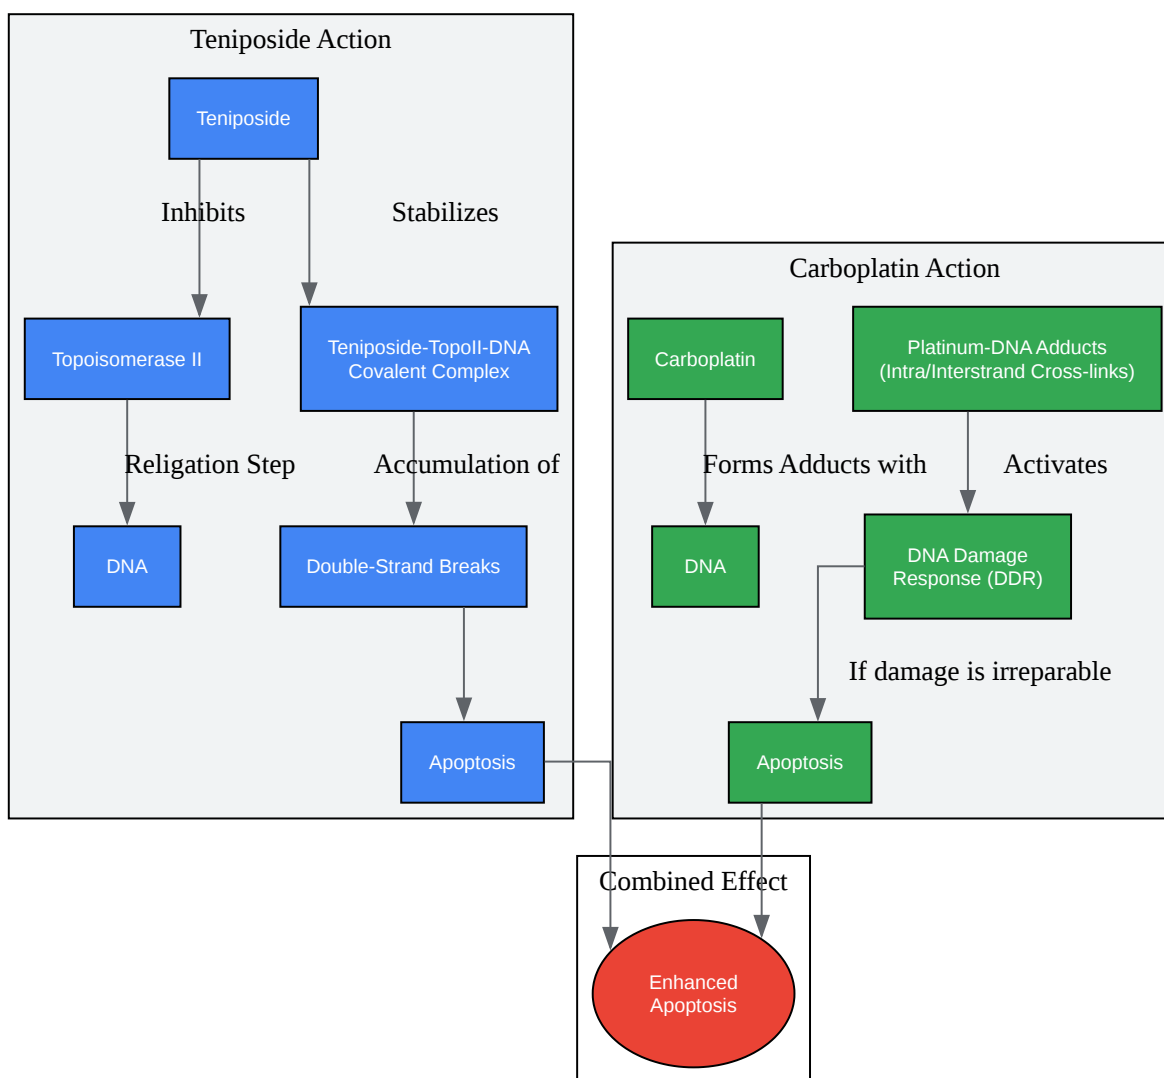 Teniposide Action
Teniposide
Inhibits
Stabilizes
Topoisomerase II
Teniposide-TopoII-DNA
Covalent Complex
Religation Step
Accumulation of
DNA
Double-Strand Breaks
Apoptosis
Carboplatin Action
Carboplatin
Platinum-DNA Adducts
(Intra/Interstrand Cross-links)
Forms Adducts with
Activates
DNA
DNA Damage
Response (DDR)
If damage is irreparable
Apoptosis
Combined Effect
Enhanced
Apoptosis